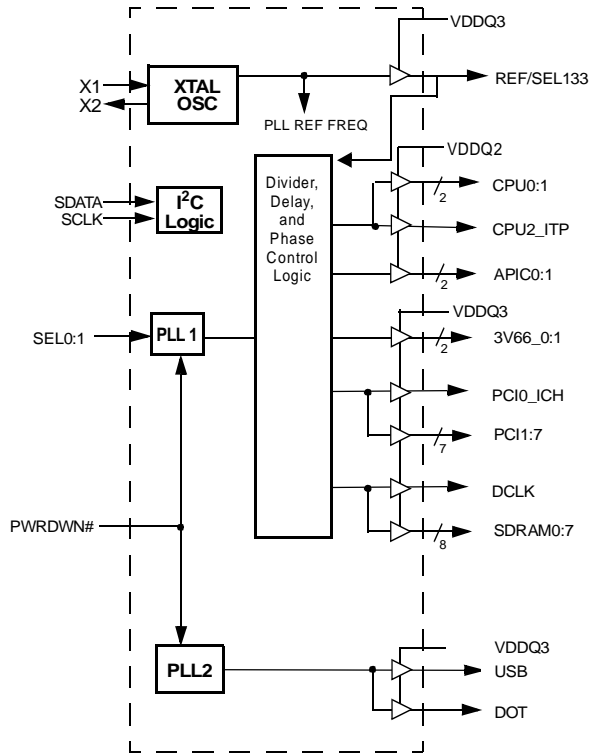 VDDQ3
X1
X2
XTAL
OSC
REF/SEL133
PLL REF FREQ
VDDQ2
SDATA
SCLK
I2C
Logic
Divider,
Delay,
and
Phase
Control
Logic
2
CPU0:1
CPU2_ITP
2
APIC0:1
VDDQ3
SEL0:1
PLL 1
2
3V66_0:1
PCI0_ICH
7
PCI1:7
DCLK
PWRDWN#
8
SDRAM0:7
VDDQ3
PLL2
USB
DOT